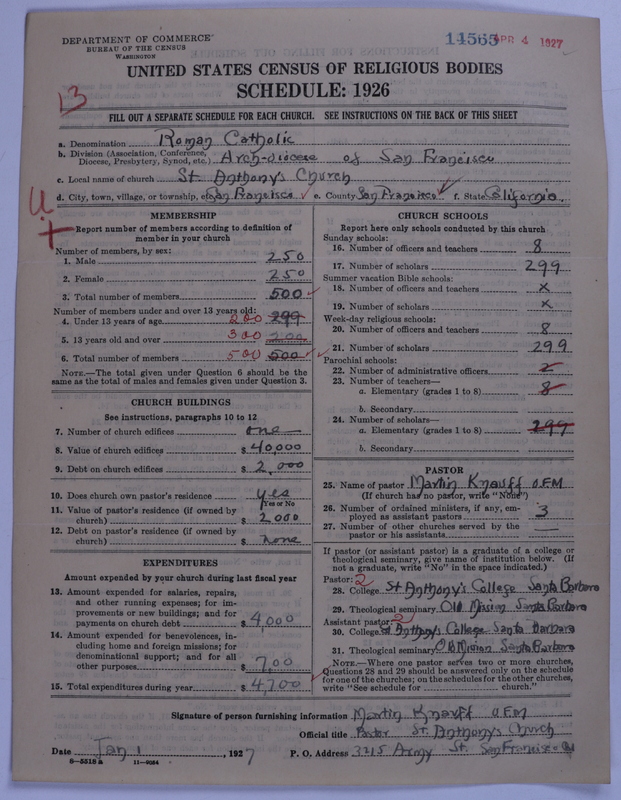 DEPARTMENT OF COMMERCE
BUREAU OF THE CENSUS
WASHINGTON
14565 APR 4 1927
UNITED STATES CENSUS OF RELIGIOUS BODIES
SCHEDULE: 1926
13
FILL OUT A SEPARATE SCHEDULE FOR EACH CHURCH. SEE INSTRUCTIONS ON THE BACK OF THIS SHEET
a. Denomination Roman Catholic
b. Division (Association, Conference, Diocese, Presbytery, Synod, etc.) Arch-diocese of San Francisco
c. Local name of church St. Anthony's Church
d. City, town, village, or township, etc. San Francisco e. County San Francisco f. State California.
MEMBERSHIP
Report number of members according to definition of
member in your church
Number of members, by sex:
1. Male 250
2. Female 250
3. Total number of members 500
Number of members under and over 13 years old:
4. Under 13 years of age 200 299
5. 13 years old and over 300 200
6. Total number of members 500 500
NOTE.—The total given under Question 6 should be the
same as the total of males and females given under Question 3.
CHURCH BUILDINGS
See instructions, paragraphs 10 to 12
7. Number of church edifices one
8. Value of church edifices $ 40,000
9. Debt on church edifices $ 2,000
10. Does church own pastor's residence yes
(Yes or No)
11. Value of pastor's residence (if owned by
church) $ 2000
12. Debt on pastor's residence (if owned by
church) $ none
EXPENDITURES
Amount expended by your church during last fiscal year
13. Amount expended for salaries, repairs,
and other running expenses; for im-
provements or new buildings; and for
payments on church debt $ 4,000
14. Amount expended for benevolences, in-
cluding home and foreign missions; for
denominational support; and for all
other purposes $ 700
15. Total expenditures during year $ 4,700
CHURCH SCHOOLS
Report here only schools conducted by this church
Sunday schools:
16. Number of officers and teachers 8
17. Number of scholars 299
Summer vacation Bible schools:
18. Number of officers and teachers x
19. Number of scholars x
Week-day religious schools:
20. Number of officers and teachers 8
21. Number of scholars 299
Parochial schools:
22. Number of administrative officers 2
23. Number of teachers—
a. Elementary (grades 1 to 8) 8
b. Secondary
24. Number of scholars—
a. Elementary (grades 1 to 8) 299
b. Secondary
PASTOR
25. Name of pastor Martin Knauff O.F.M
(If church has no pastor, write "None")
26. Number of ordained ministers, if any, em-
ployed as assistant pastors 3
27. Number of other churches served by the
pastor or his assistants —
If pastor (or assistant pastor) is a graduate of a college or
theological seminary, give name of institution below. (If
not a graduate, write "No" in the space indicated.)
Pastor: 2
28. College St Anthony's College Santa Barbara
29. Theological seminary Old Mission Santa Barbara
Assistant pastor: 2
30. College St Anthony's College Santa Barbara
31. Theological seminary Old Mission Santa Barbara
NOTE.—Where one pastor serves two or more churches,
Questions 28 and 29 should be answered only on the schedule
for one of the churches; on the schedules for the other churches,
write "See schedule for church."
Signature of person furnishing information Martin Knauff O.F.M
Official title Pastor St. Anthony's Church
Date Jan 1, 1927 P. O. Address 3215 Army St. San Francisco Cal
8—5518 a 11—9064